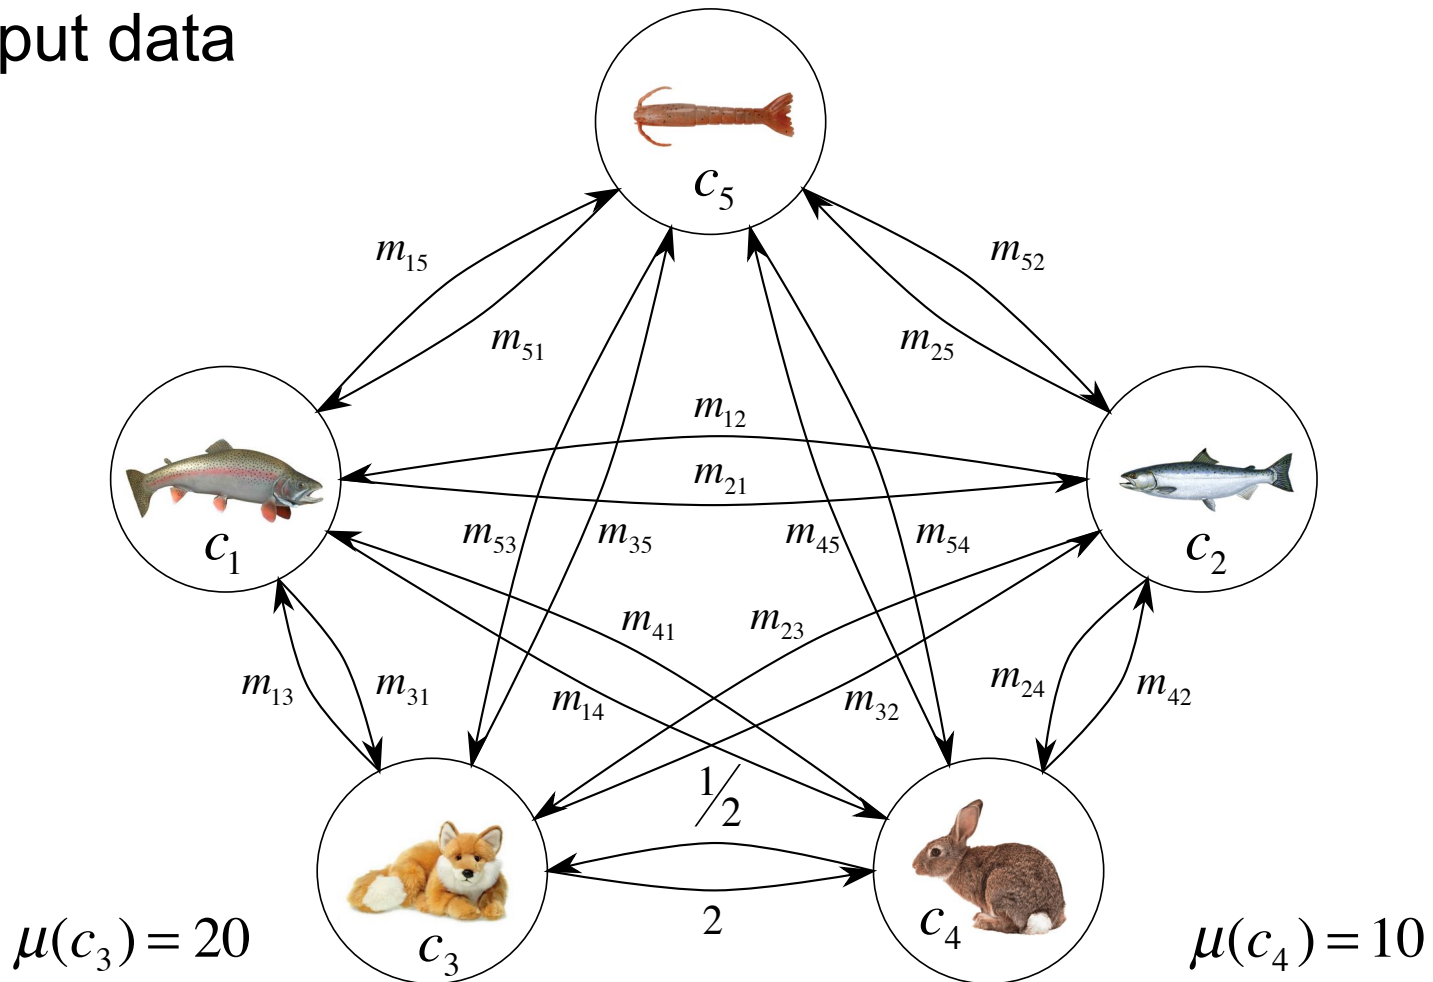 put data
c₅
m₁₅
m₅₂
m₅₁
m₂₅
m₁₂
m₂₁
c₁
c₂
m₅₃
m₃₅
m₄₅
m₅₄
m₄₁
m₂₃
m₁₃
m₃₁
m₁₄
m₃₂
m₂₄
m₄₂
1/2
2
c₃
c₄
μ(c₃) = 20
μ(c₄) = 10